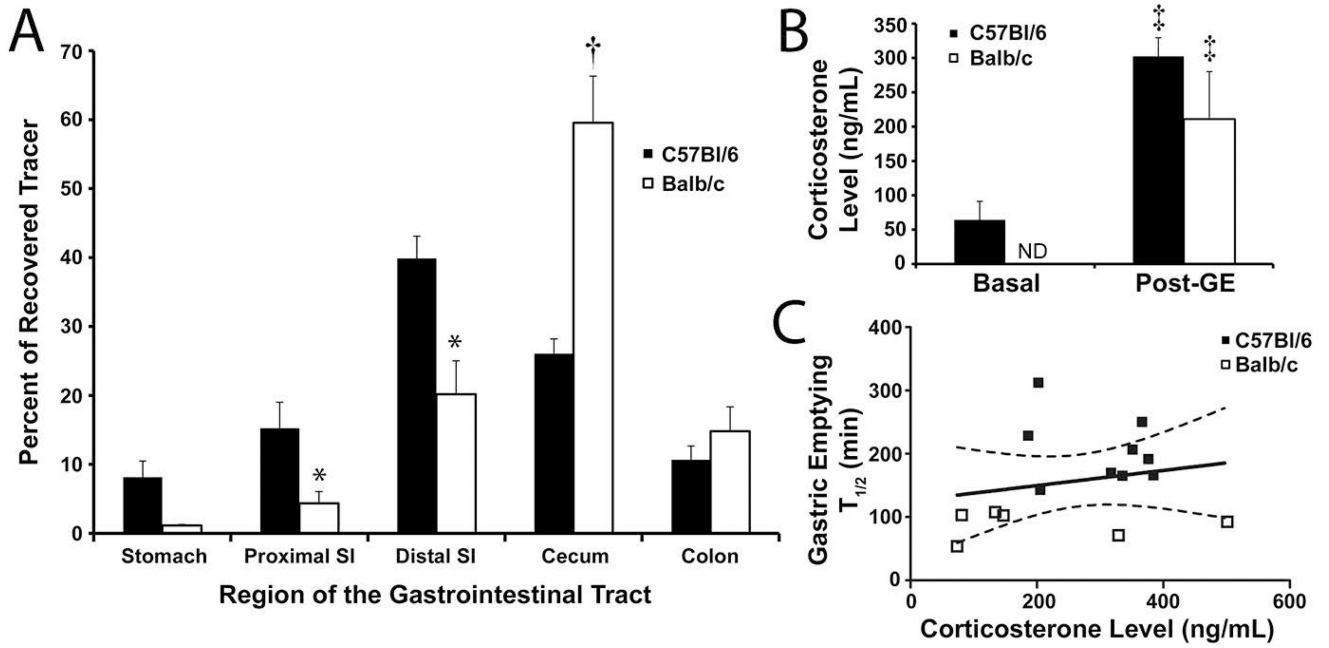 A
70
60
50
40
30
20
10
0
Percent of Recovered Tracer
†
*
*
C57Bl/6
Balb/c
Stomach Proximal SI Distal SI Cecum Colon
Region of the Gastrointestinal Tract
B
350
300
250
200
150
100
50
0
Corticosterone
Level (ng/mL)
C57Bl/6
Balb/c
‡
‡
ND
Basal Post-GE
C
400
300
200
100
0
Gastric Emptying
T1/2 (min)
C57Bl/6
Balb/c
0 200 400 600
Corticosterone Level (ng/mL)